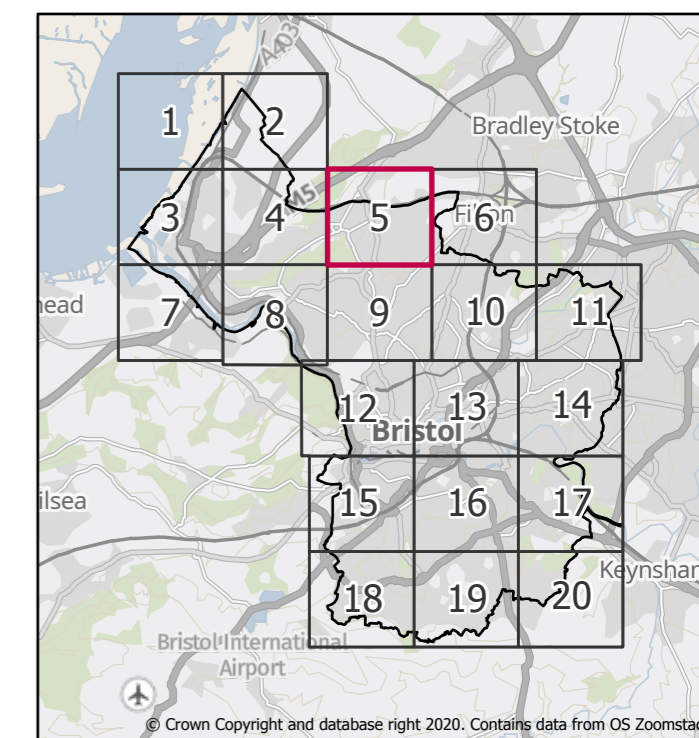 A403
1
2
Bradley Stoke
M5
3
4
5
Filton
6
head
7
8
9
10
11
12
13
14
Bristol
ilsea
15
16
17
Keynshar
18
19
20
Bristol International
Airport
© Crown Copyright and database right 2020. Contains data from OS Zoomstac